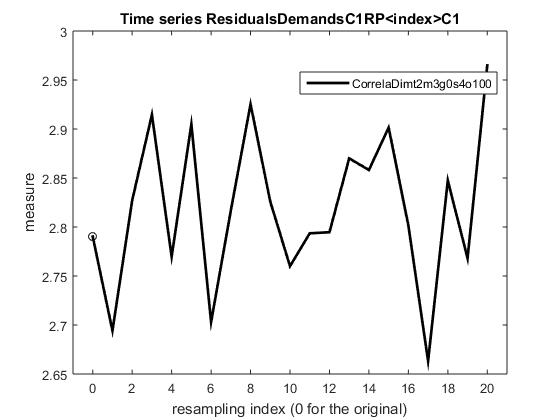 Time series ResidualsDemandsC1RP<index>C1
3
2.95
2.9
2.85
2.8
2.75
2.7
2.65
measure
CorrelaDimt2m3g0s4o100
0 2 4 6 8 10 12 14 16 18 20
resampling index (0 for the original)